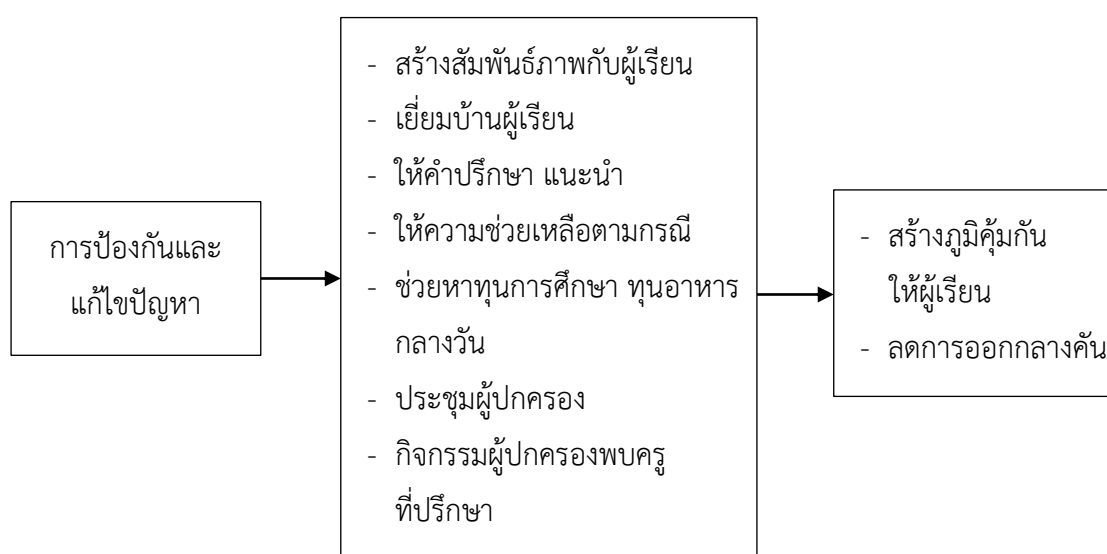 การป้องกันและ
แก้ไขปัญหา
- สร้างสัมพันธ์ภาพกับผู้เรียน
- เยี่ยมบ้านผู้เรียน
- ให้คำปรึกษา แนะนำ
- ให้ความช่วยเหลือตามกรณี
- ช่วยหาทุนการศึกษา ทุนอาหาร
กลางวัน
- ประชุมผู้ปกครอง
- กิจกรรมผู้ปกครองพบครู
ที่ปรึกษา
- สร้างภูมิคุ้มกัน
ให้ผู้เรียน
- ลดการออกกลางคัน